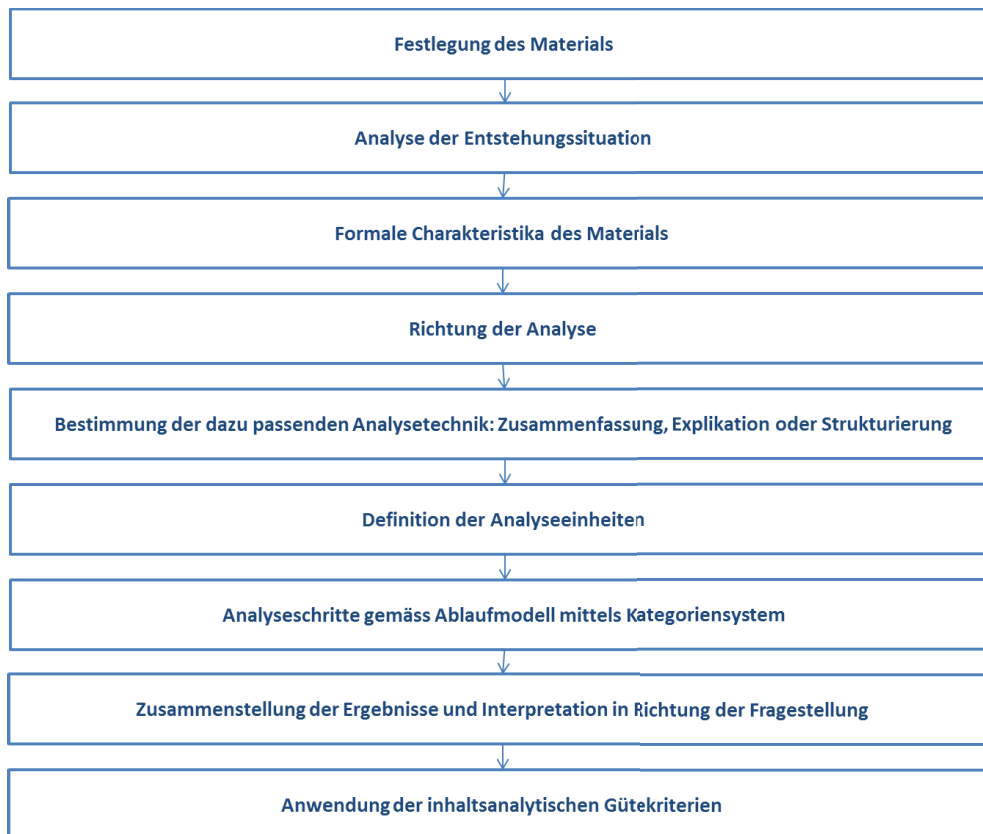 Festlegung des Materials
Analyse der Entstehungssituation
Formale Charakteristika des Materials
Richtung der Analyse
Bestimmung der dazu passenden Analysetechnik: Zusammenfassung, Explikation oder Strukturierung
Definition der Analyseeinheiten
Analyseschritte gemäss Ablaufmodell mittels Kategoriensystem
Zusammenstellung der Ergebnisse und Interpretation in Richtung der Fragestellung
Anwendung der inhaltsanalytischen Gütekriterien